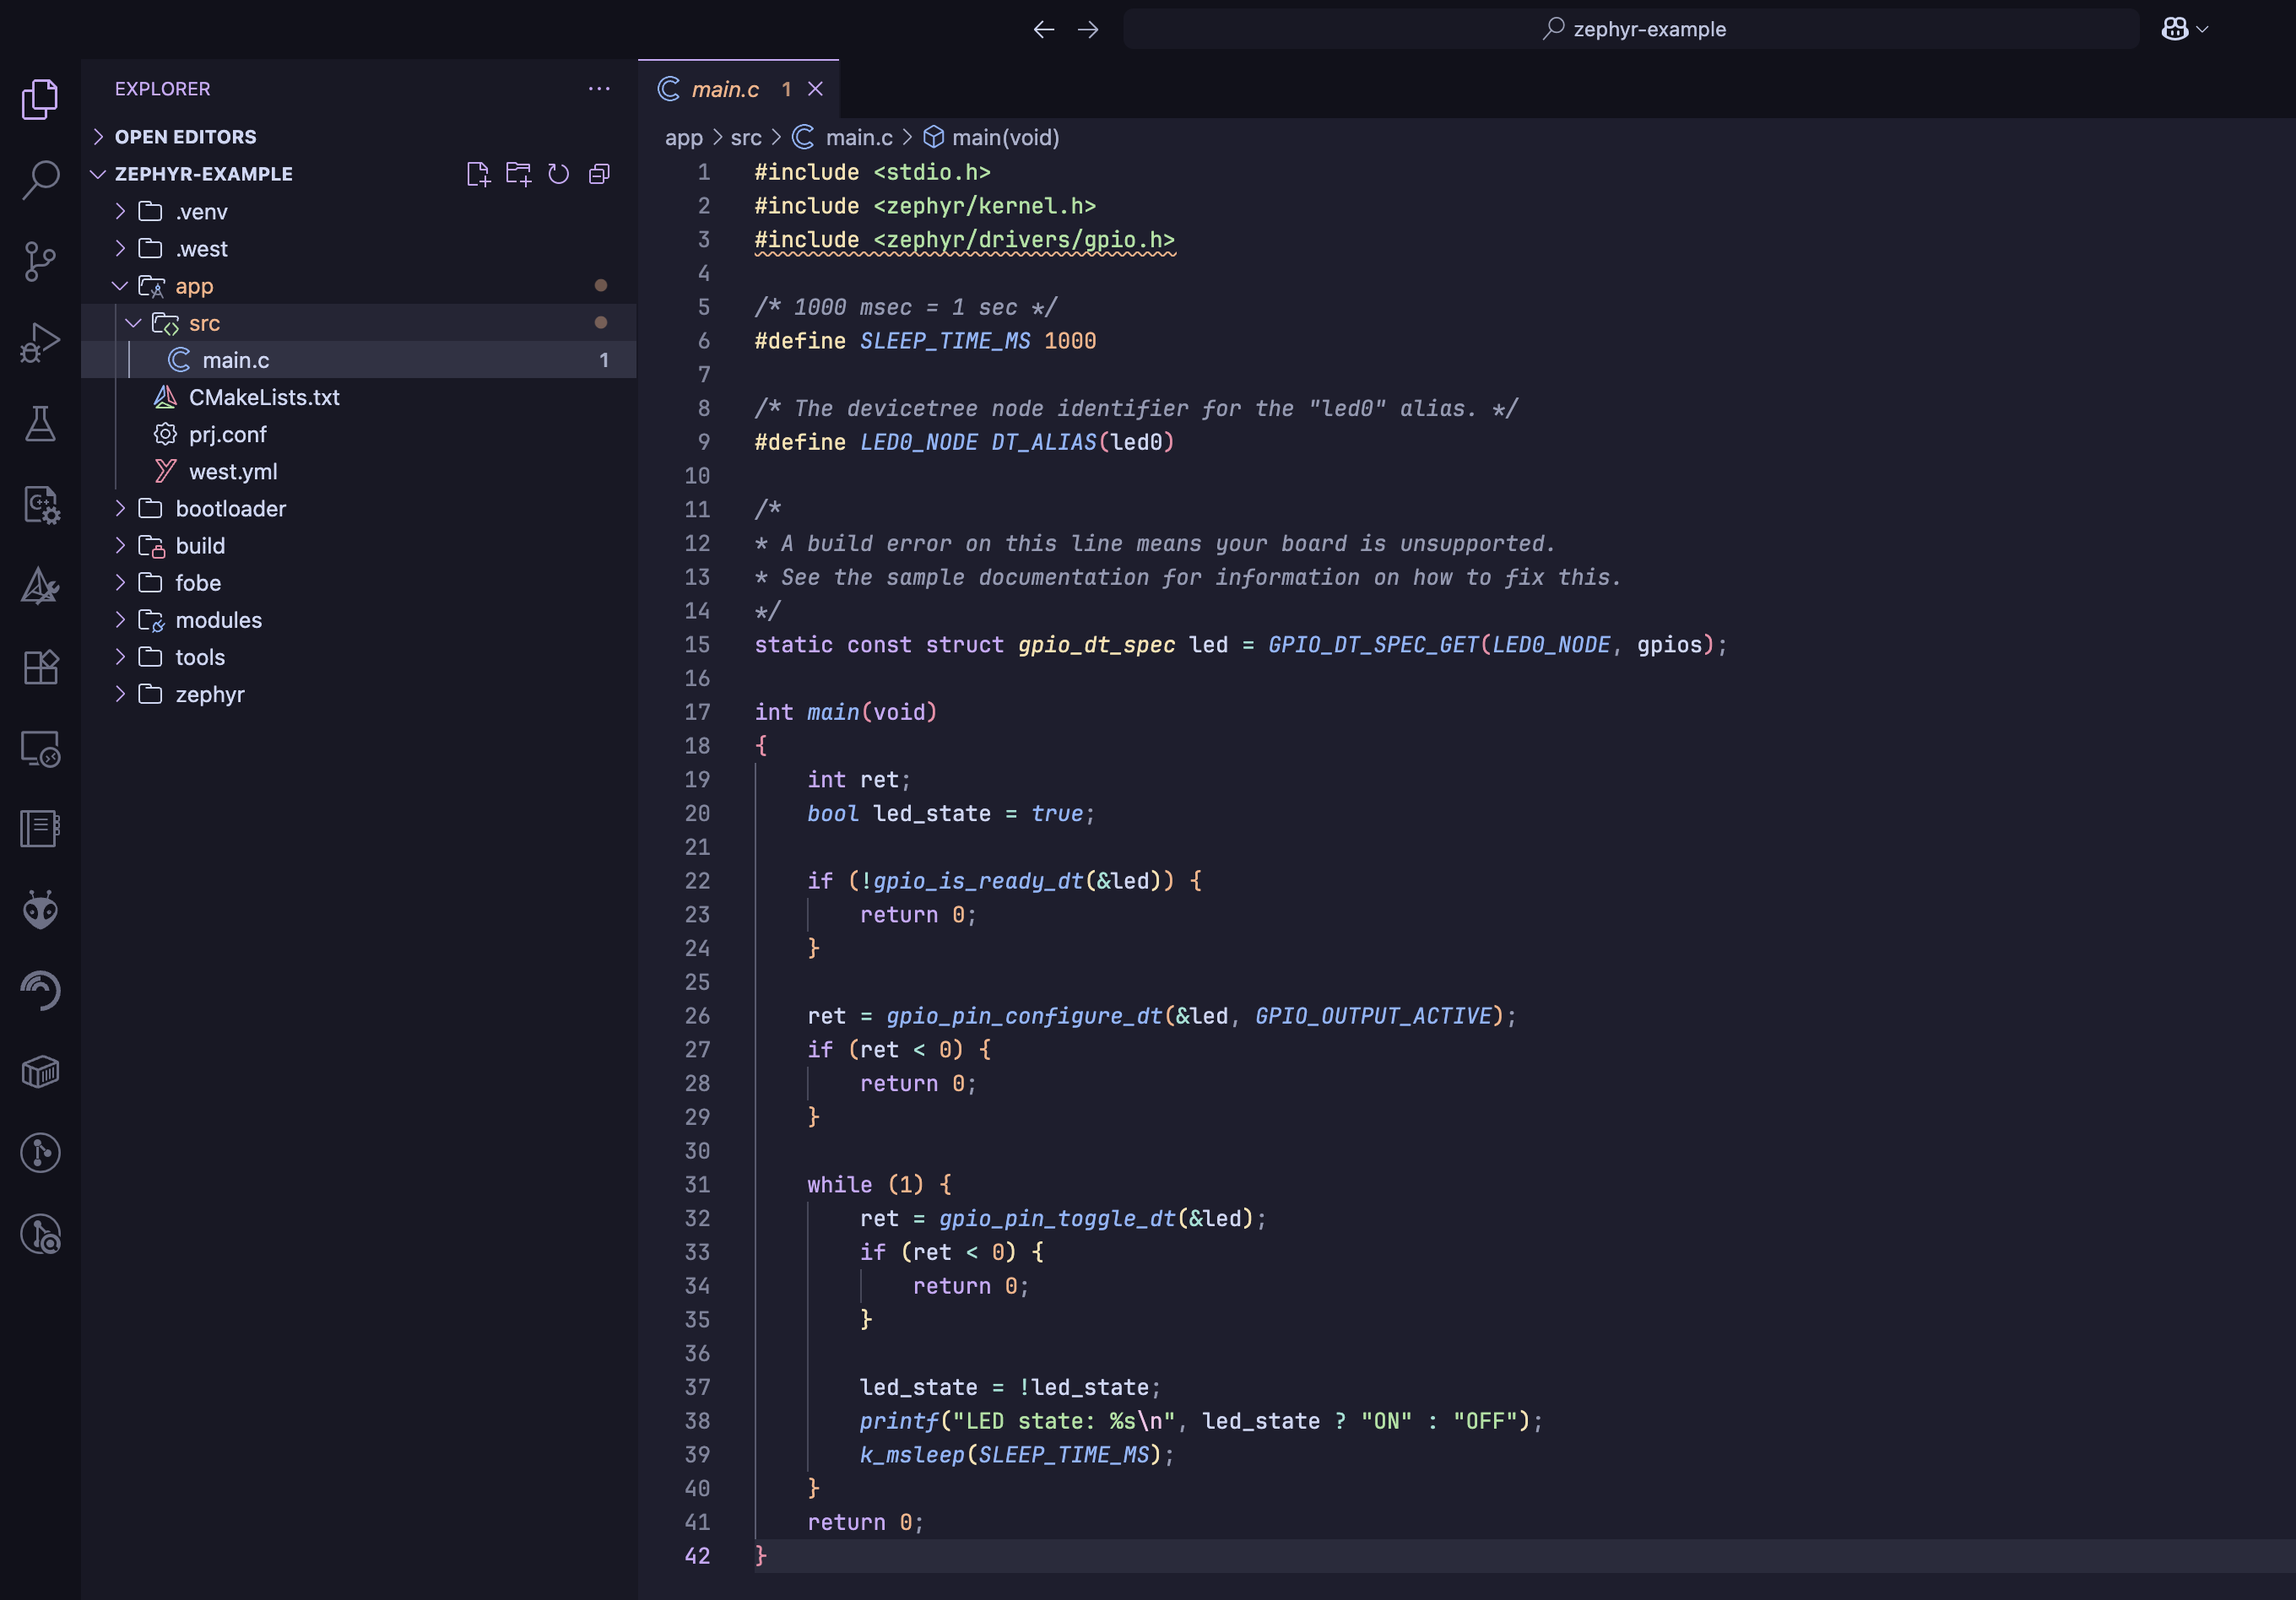 zephyr-example
EXPLORER
OPEN EDITORS
ZEPHYR-EXAMPLE
.venv
.west
app
src
main.c 1
CMakeLists.txt
prj.conf
west.yml
bootloader
build
fobe
modules
tools
zephyr
main.c 1
app src main.c main(void)
1 #include <stdio.h>
2 #include <zephyr/kernel.h>
3 #include <zephyr/drivers/gpio.h>
4
5 /* 1000 msec = 1 sec */
6 #define SLEEP_TIME_MS 1000
7
8 /* The devicetree node identifier for the "led0" alias. */
9 #define LED0_NODE DT_ALIAS(led0)
10
11 /*
12 * A build error on this line means your board is unsupported.
13 * See the sample documentation for information on how to fix this.
14 */
15 static const struct gpio_dt_spec led = GPIO_DT_SPEC_GET(LED0_NODE, gpios);
16
17 int main(void)
18 {
19 int ret;
20 bool led_state = true;
21
22 if (!gpio_is_ready_dt(&led)) {
23 return 0;
24 }
25
26 ret = gpio_pin_configure_dt(&led, GPIO_OUTPUT_ACTIVE);
27 if (ret < 0) {
28 return 0;
29 }
30
31 while (1) {
32 ret = gpio_pin_toggle_dt(&led);
33 if (ret < 0) {
34 return 0;
35 }
36
37 led_state = !led_state;
38 printf("LED state: %s\n", led_state ? "ON" : "OFF");
39 k_msleep(SLEEP_TIME_MS);
40 }
41 return 0;
42 }